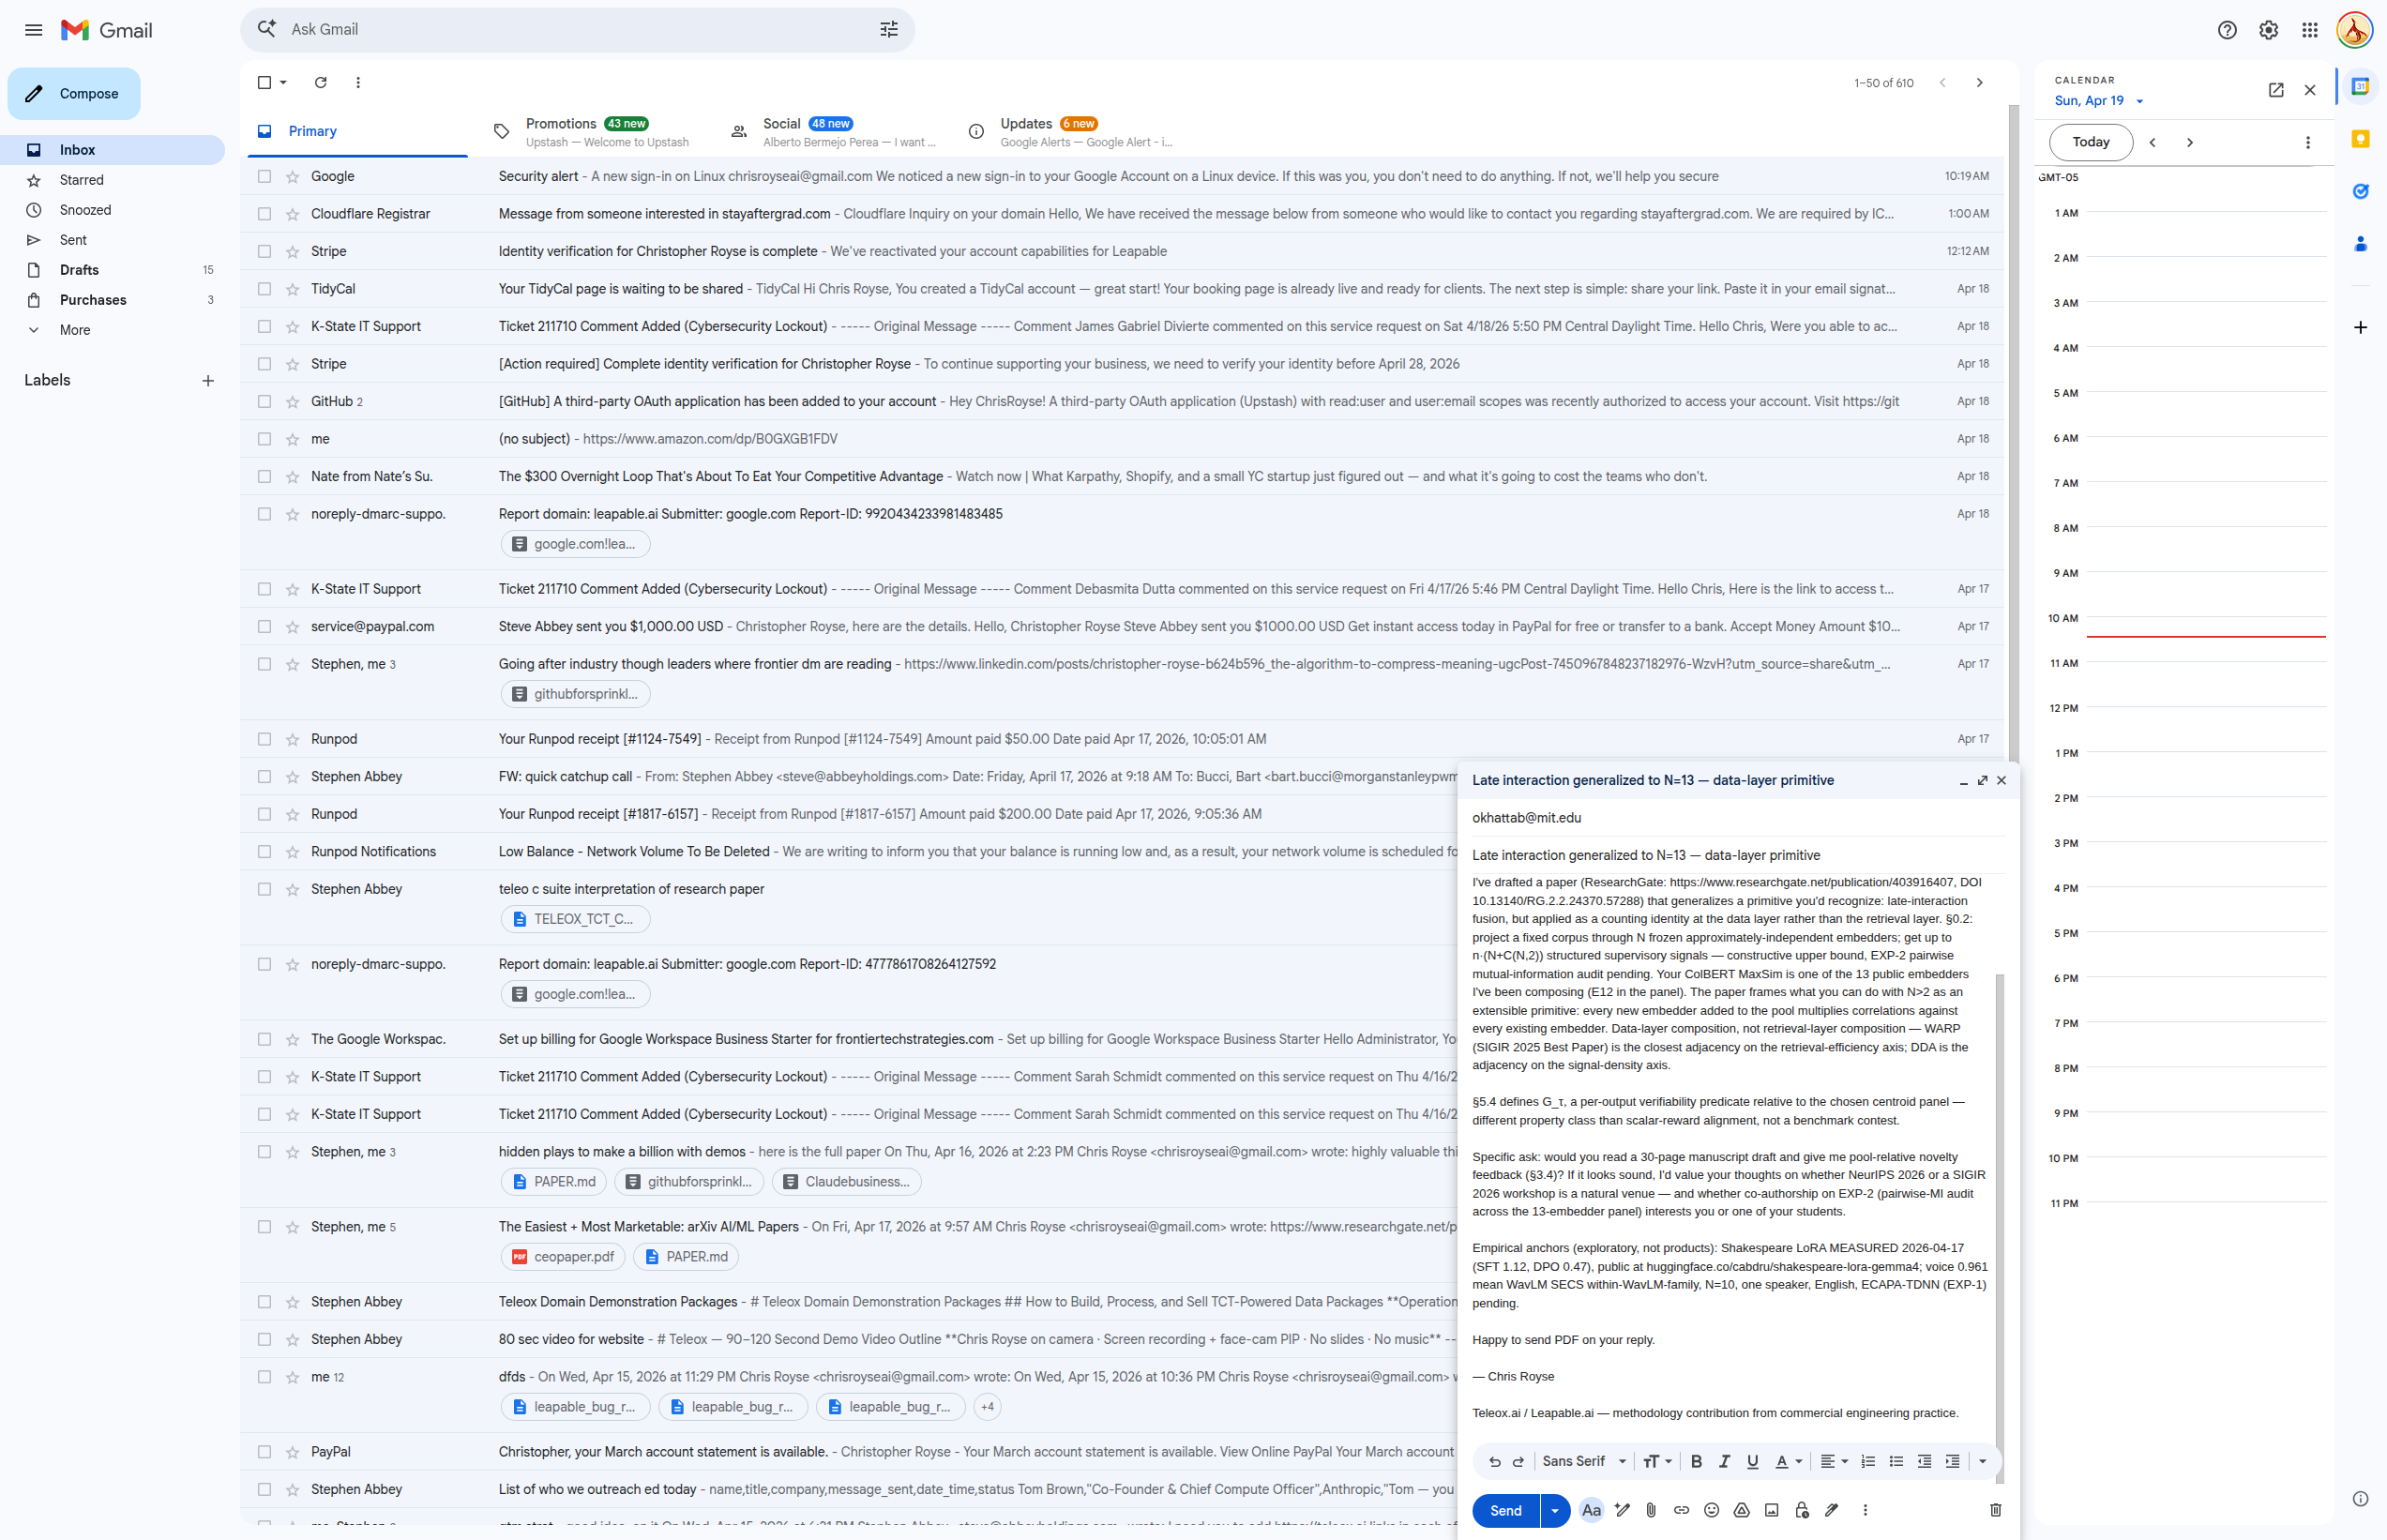 Gmail
Ask Gmail
Compose
Inbox
Starred
Snoozed
Sent
Drafts 15
Purchases 3
More
Labels
1–50 of 610
Primary
Promotions 43 new
Upstash — Welcome to Upstash
Social 48 new
Alberto Bermejo Perea — I want ...
Updates 6 new
Google Alerts — Google Alert - i...
Google Security alert - A new sign-in on Linux chrisroyseai@gmail.com We noticed a new sign-in to your Google Account on a Linux device. If this was you, you don't need to do anything. If not, we'll help you secure 10:19 AM
Cloudflare Registrar Message from someone interested in stayaftergrad.com - Cloudflare Inquiry on your domain Hello, We have received the message below from someone who would like to contact you regarding stayaftergrad.com. We are required by IC... 1:00 AM
Stripe Identity verification for Christopher Royse is complete - We've reactivated your account capabilities for Leapable 12:12 AM
TidyCal Your TidyCal page is waiting to be shared - TidyCal Hi Chris Royse, You created a TidyCal account — great start! Your booking page is already live and ready for clients. The next step is simple: share your link. Paste it in your email signat... Apr 18
K-State IT Support Ticket 211710 Comment Added (Cybersecurity Lockout) - ----- Original Message ----- Comment James Gabriel Divierte commented on this service request on Sat 4/18/26 5:50 PM Central Daylight Time. Hello Chris, Were you able to ac... Apr 18
Stripe [Action required] Complete identity verification for Christopher Royse - To continue supporting your business, we need to verify your identity before April 28, 2026 Apr 18
GitHub 2 [GitHub] A third-party OAuth application has been added to your account - Hey ChrisRoyse! A third-party OAuth application (Upstash) with read:user and user:email scopes was recently authorized to access your account. Visit https://git Apr 18
me (no subject) - https://www.amazon.com/dp/B0GXGB1FDV Apr 18
Nate from Nate's Su. The $300 Overnight Loop That's About To Eat Your Competitive Advantage - Watch now | What Karpathy, Shopify, and a small YC startup just figured out — and what it's going to cost the teams who don't. Apr 18
noreply-dmarc-suppo. Report domain: leapable.ai Submitter: google.com Report-ID: 9920434233981483485 Apr 18
google.com!lea...
K-State IT Support Ticket 211710 Comment Added (Cybersecurity Lockout) - ----- Original Message ----- Comment Debasmita Dutta commented on this service request on Fri 4/17/26 5:46 PM Central Daylight Time. Hello Chris, Here is the link to access t... Apr 17
service@paypal.com Steve Abbey sent you $1,000.00 USD - Christopher Royse, here are the details. Hello, Christopher Royse Steve Abbey sent you $1000.00 USD Get instant access today in PayPal for free or transfer to a bank. Accept Money Amount $10... Apr 17
Stephen, me 3 Going after industry though leaders where frontier dm are reading - https://www.linkedin.com/posts/christopher-royse-b624b596_the-algorithm-to-compress-meaning-ugcPost-7450967848237182976-WzvH?utm_source=share&utm_... Apr 17
githubforsprinkl...
Runpod Your Runpod receipt [#1124-7549] - Receipt from Runpod [#1124-7549] Amount paid $50.00 Date paid Apr 17, 2026, 10:05:01 AM Apr 17
Stephen Abbey FW: quick catchup call - From: Stephen Abbey <steve@abbeyholdings.com> Date: Friday, April 17, 2026 at 9:18 AM To: Bucci, Bart <bart.bucci@morganstanleypwm
Runpod Your Runpod receipt [#1817-6157] - Receipt from Runpod [#1817-6157] Amount paid $200.00 Date paid Apr 17, 2026, 9:05:36 AM
Runpod Notifications Low Balance - Network Volume To Be Deleted - We are writing to inform you that your balance is running low and, as a result, your network volume is scheduled fo
Stephen Abbey teleo c suite interpretation of research paper
TELEOX_TCT_C...
noreply-dmarc-suppo. Report domain: leapable.ai Submitter: google.com Report-ID: 4777861708264127592
google.com!lea...
The Google Workspac. Set up billing for Google Workspace Business Starter for frontiertechstrategies.com - Set up billing for Google Workspace Business Starter Hello Administrator, Yo
K-State IT Support Ticket 211710 Comment Added (Cybersecurity Lockout) - ----- Original Message ----- Comment Sarah Schmidt commented on this service request on Thu 4/16/2
K-State IT Support Ticket 211710 Comment Added (Cybersecurity Lockout) - ----- Original Message ----- Comment Sarah Schmidt commented on this service request on Thu 4/16/2
Stephen, me 3 hidden plays to make a billion with demos - here is the full paper On Thu, Apr 16, 2026 at 2:23 PM Chris Royse <chrisroyseai@gmail.com> wrote: highly valuable thi
PAPER.md githubforsprinkl... Claudebusiness...
Stephen, me 5 The Easiest + Most Marketable: arXiv AI/ML Papers - On Fri, Apr 17, 2026 at 9:57 AM Chris Royse <chrisroyseai@gmail.com> wrote: https://www.researchgate.net/p
PDF ceopaper.pdf PAPER.md
Stephen Abbey Teleox Domain Demonstration Packages - # Teleox Domain Demonstration Packages ## How to Build, Process, and Sell TCT-Powered Data Packages **Operation
Stephen Abbey 80 sec video for website - # Teleox — 90–120 Second Demo Video Outline **Chris Royse on camera · Screen recording + face-cam PIP · No slides · No music** --
me 12 dfds - On Wed, Apr 15, 2026 at 11:29 PM Chris Royse <chrisroyseai@gmail.com> wrote: On Wed, Apr 15, 2026 at 10:36 PM Chris Royse <chrisroyseai@gmail.com> w
leapable_bug_r... leapable_bug_r... leapable_bug_r... +4
PayPal Christopher, your March account statement is available. - Christopher Royse - Your March account statement is available. View Online PayPal Your March account
Stephen Abbey List of who we outreach ed today - name,title,company,message_sent,date_time,status Tom Brown,"Co-Founder & Chief Compute Officer",Anthropic,"Tom — you
Late interaction generalized to N=13 — data-layer primitive
okhattab@mit.edu
Late interaction generalized to N=13 — data-layer primitive
I've drafted a paper (ResearchGate: https://www.researchgate.net/publication/403916407, DOI
10.13140/RG.2.2.24370.57288) that generalizes a primitive you'd recognize: late-interaction
fusion, but applied as a counting identity at the data layer rather than the retrieval layer. §0.2:
project a fixed corpus through N frozen approximately-independent embedders; get up to
n·(N+C(N,2)) structured supervisory signals — constructive upper bound, EXP-2 pairwise
mutual-information audit pending. Your ColBERT MaxSim is one of the 13 public embedders
I've been composing (E12 in the panel). The paper frames what you can do with N>2 as an
extensible primitive: every new embedder added to the pool multiplies correlations against
every existing embedder. Data-layer composition, not retrieval-layer composition — WARP
(SIGIR 2025 Best Paper) is the closest adjacency on the retrieval-efficiency axis; DDA is the
adjacency on the signal-density axis.
§5.4 defines G_τ, a per-output verifiability predicate relative to the chosen centroid panel —
different property class than scalar-reward alignment, not a benchmark contest.
Specific ask: would you read a 30-page manuscript draft and give me pool-relative novelty
feedback (§3.4)? If it looks sound, I'd value your thoughts on whether NeurIPS 2026 or a SIGIR
2026 workshop is a natural venue — and whether co-authorship on EXP-2 (pairwise-MI audit
across the 13-embedder panel) interests you or one of your students.
Empirical anchors (exploratory, not products): Shakespeare LoRA MEASURED 2026-04-17
(SFT 1.12, DPO 0.47), public at huggingface.co/cabdru/shakespeare-lora-gemma4; voice 0.961
mean WavLM SECS within-WavLM-family, N=10, one speaker, English, ECAPA-TDNN (EXP-1)
pending.
Happy to send PDF on your reply.
— Chris Royse
Teleox.ai / Leapable.ai — methodology contribution from commercial engineering practice.
Sans Serif
Send
CALENDAR
Sun, Apr 19
Today
GMT-05
1 AM
2 AM
3 AM
4 AM
5 AM
6 AM
7 AM
8 AM
9 AM
10 AM
11 AM
12 PM
1 PM
2 PM
3 PM
4 PM
5 PM
6 PM
7 PM
8 PM
9 PM
10 PM
11 PM
31